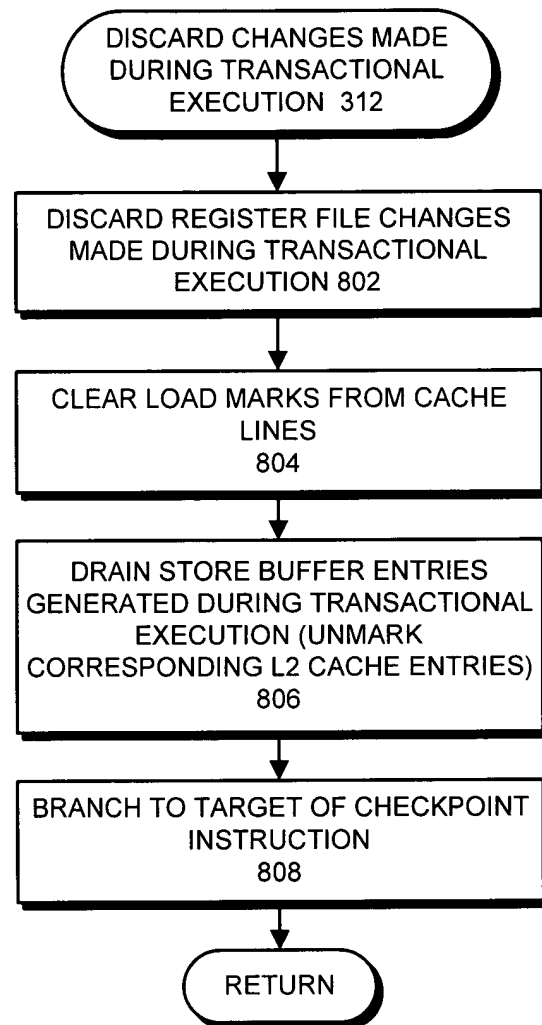 DISCARD CHANGES MADE
DURING TRANSACTIONAL
EXECUTION 312
DISCARD REGISTER FILE CHANGES
MADE DURING TRANSACTIONAL
EXECUTION 802
CLEAR LOAD MARKS FROM CACHE
LINES
804
DRAIN STORE BUFFER ENTRIES
GENERATED DURING TRANSACTIONAL
EXECUTION (UNMARK
CORRESPONDING L2 CACHE ENTRIES)
806
BRANCH TO TARGET OF CHECKPOINT
INSTRUCTION
808
RETURN